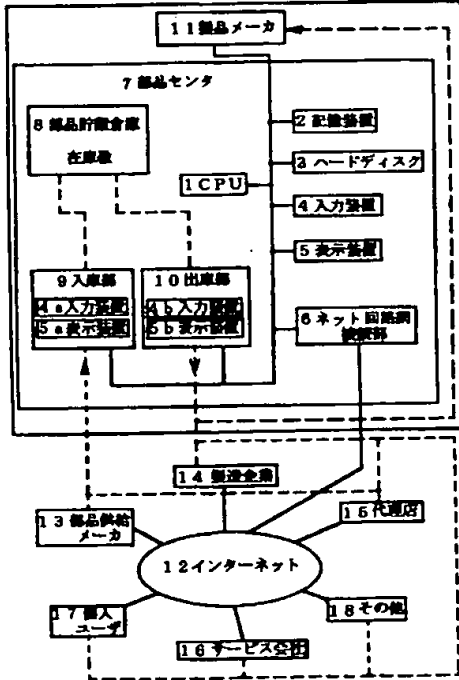 11製品メーカ
7部品センタ
8部品貯蔵倉庫
在庫数
2記憶装置
3ハードディスク
1CPU
4入力装置
5表示装置
9入庫部
4a入力装置
5a表示装置
10出庫部
4b入力装置
5b表示装置
6ネット回路網
接続部
14製造企業
13部品供給
メーカ
15代理店
12インターネット
17個人
ユーザ
18その他
16サービス会社